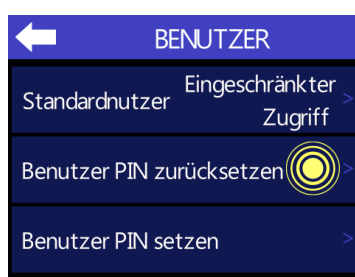 BENUTZER
Standardnutzer
Eingeschränkter
Zugriff
Benutzer PIN zurücksetzen
Benutzer PIN setzen